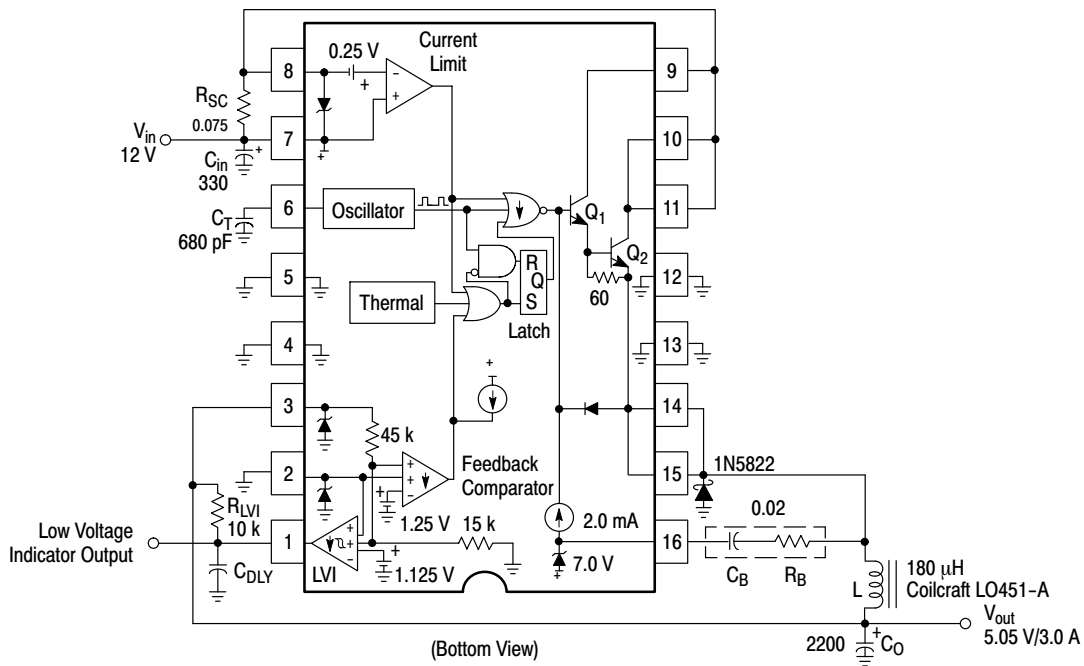 Current
Limit
0.25 V
+
−
+
8
9
R_SC
0.075
V_in
12 V
7
+
10
C_in
330
+
6
Oscillator
11
C_T
680 pF
Q1
Q2
60
5
R
Q
S
Latch
12
Thermal
4
13
+
3
14
45 k
2
Feedback
Comparator
+
+
−
+
15
1N5822
R_LVI
10 k
1.25 V
15 k
2.0 mA
16
0.02
Low Voltage
Indicator Output
1
C_DLY
LVI
+
+
−
+
1.125 V
7.0 V
+
C_B
R_B
L
180 µH
Coilcraft LO451−A
V_out
5.05 V/3.0 A
2200
+
C_O
(Bottom View)